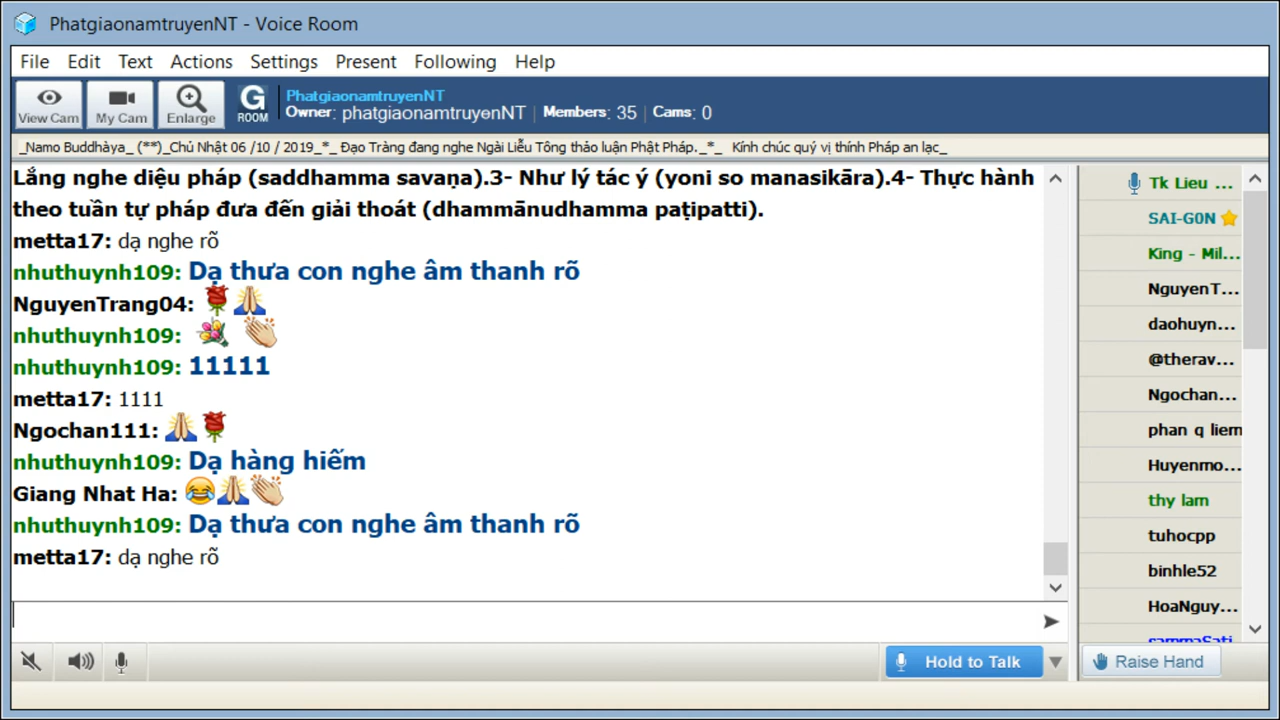 PhatgiaonamtruyenNT - Voice Room
File Edit Text Actions Settings Present Following Help
View Cam My Cam Enlarge G ROOM
PhatgiaonamtruyenNT
Owner: phatgiaonamtruyenNT | Members: 35 | Cams: 0
_Namo Buddhàya_ (**)_Chủ Nhật 06 /10 / 2019_*_ Đạo Tràng đang nghe Ngài Liễu Tông thảo luận Phật Pháp._*_ Kính chúc quý vị thính Pháp an lạc_
Lắng nghe diệu pháp (saddhamma savaṇa).3- Như lý tác ý (yoni so manasikāra).4- Thực hành
theo tuần tự pháp đưa đến giải thoát (dhammānudhamma paṭipatti).
metta17: dạ nghe rõ
nhuthuynh109: Dạ thưa con nghe âm thanh rõ
NguyenTrang04: 🌹🙏
nhuthuynh109: 💐 👏
nhuthuynh109: 11111
metta17: 1111
Ngochan111: 🙏🌹
nhuthuynh109: Dạ hàng hiếm
Giang Nhat Ha: 😂🙏👏
nhuthuynh109: Dạ thưa con nghe âm thanh rõ
metta17: dạ nghe rõ
Tk Lieu ...
SAI-G0N
King - Mil...
NguyenT...
daohuyn...
@therav...
Ngochan...
phan q liem
Huyenmo...
thy lam
tuhocpp
binhle52
HoaNguy...
sammaSati
Hold to Talk
Raise Hand